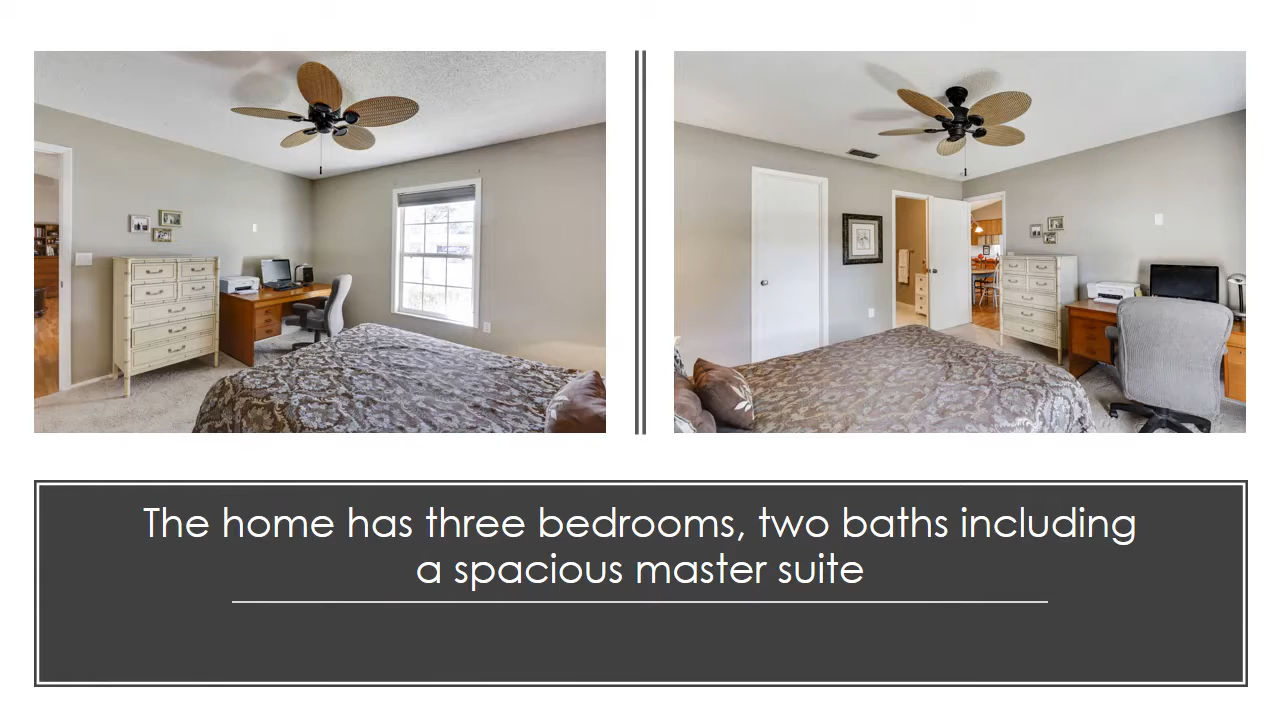 The home has three bedrooms, two baths including
a spacious master suite